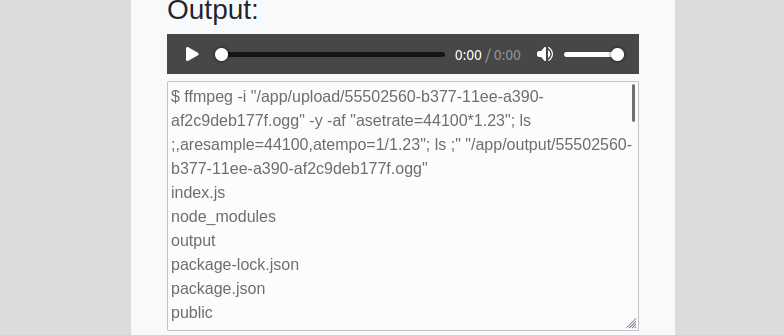 Output:
0:00 / 0:00
$ ffmpeg -i "/app/upload/55502560-b377-11ee-a390-
af2c9deb177f.ogg" -y -af "asetrate=44100*1.23"; ls
;,aresample=44100,atempo=1/1.23"; ls ;" "/app/output/55502560-
b377-11ee-a390-af2c9deb177f.ogg"
index.js
node_modules
output
package-lock.json
package.json
public